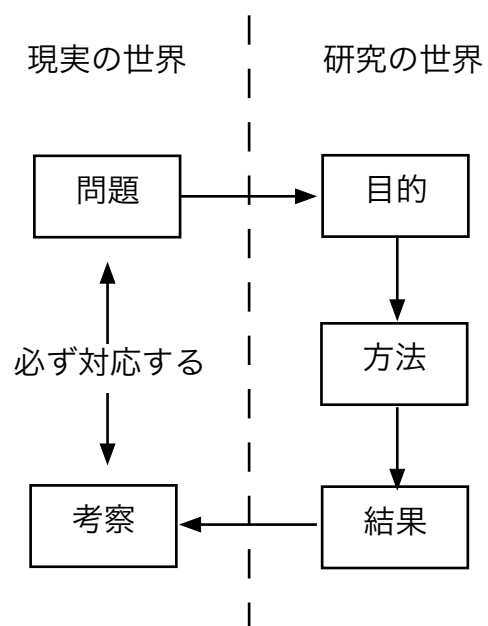 現実の世界
研究の世界
問題
目的
必ず対応する
方法
考察
結果